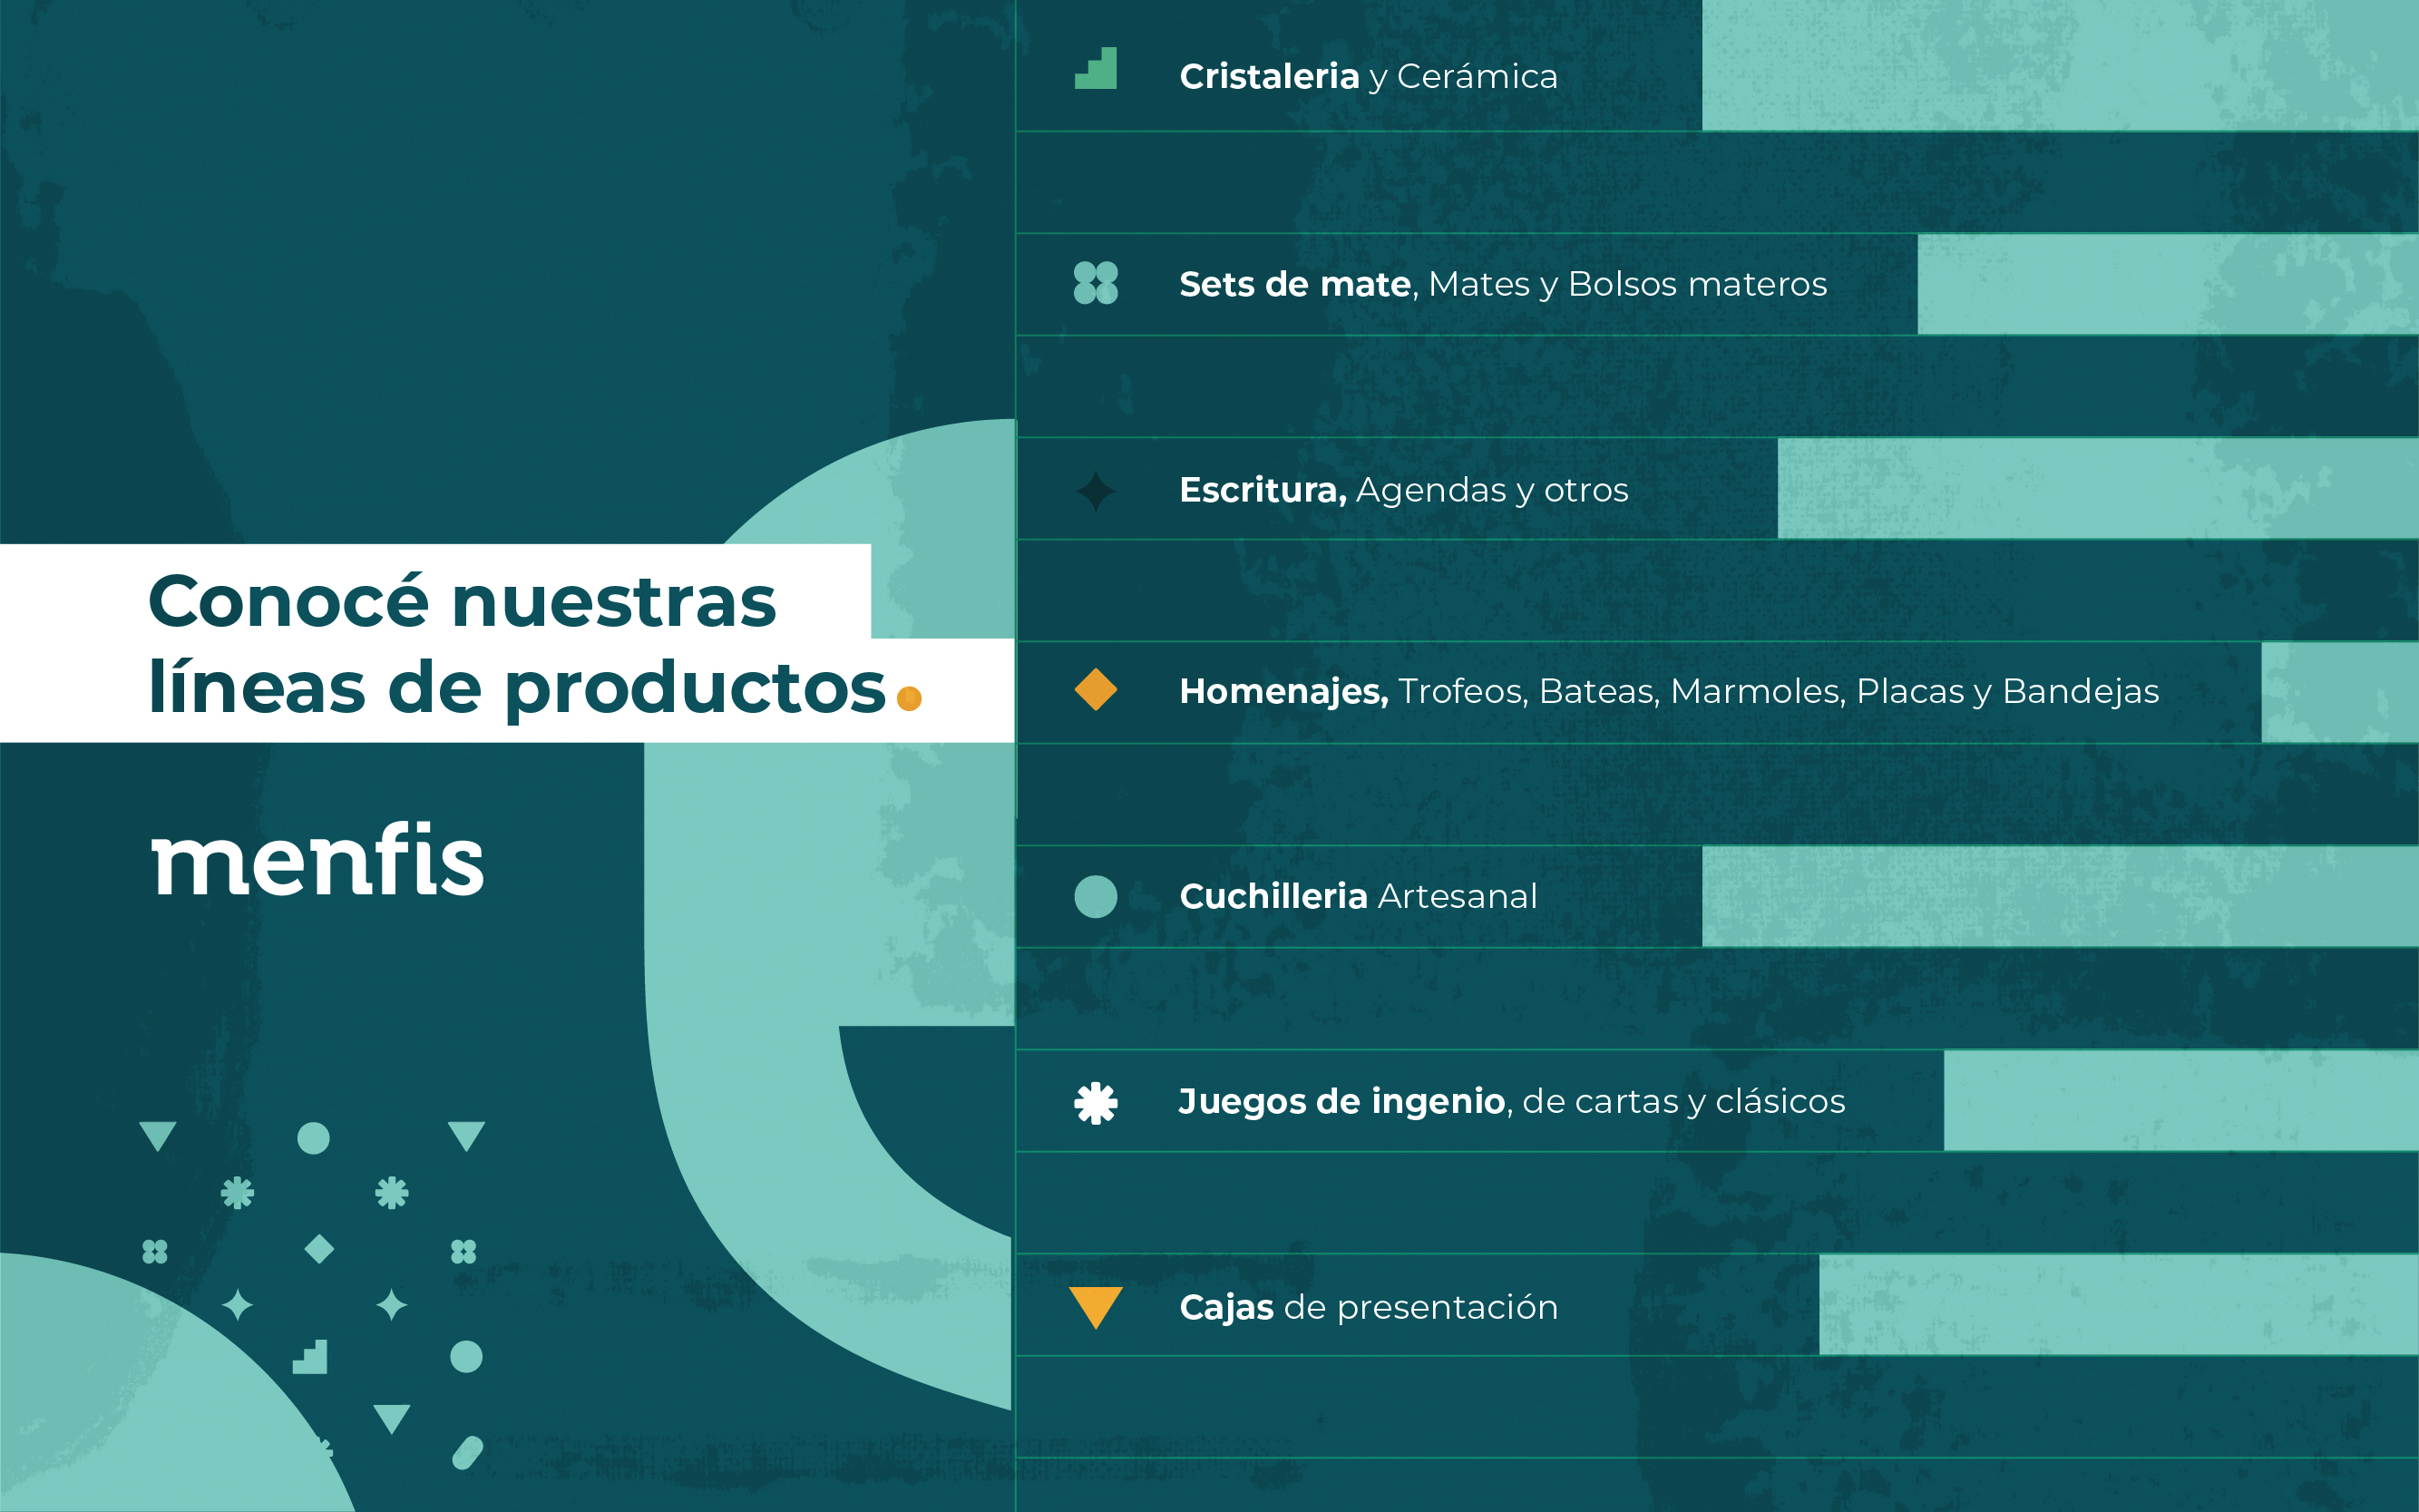 Conocé nuestras
líneas de productos.
menfis
Cristaleria y Cerámica
Sets de mate, Mates y Bolsos materos
Escritura, Agendas y otros
Homenajes, Trofeos, Bateas, Marmoles, Placas y Bandejas
Cuchilleria Artesanal
Juegos de ingenio, de cartas y clásicos
Cajas de presentación